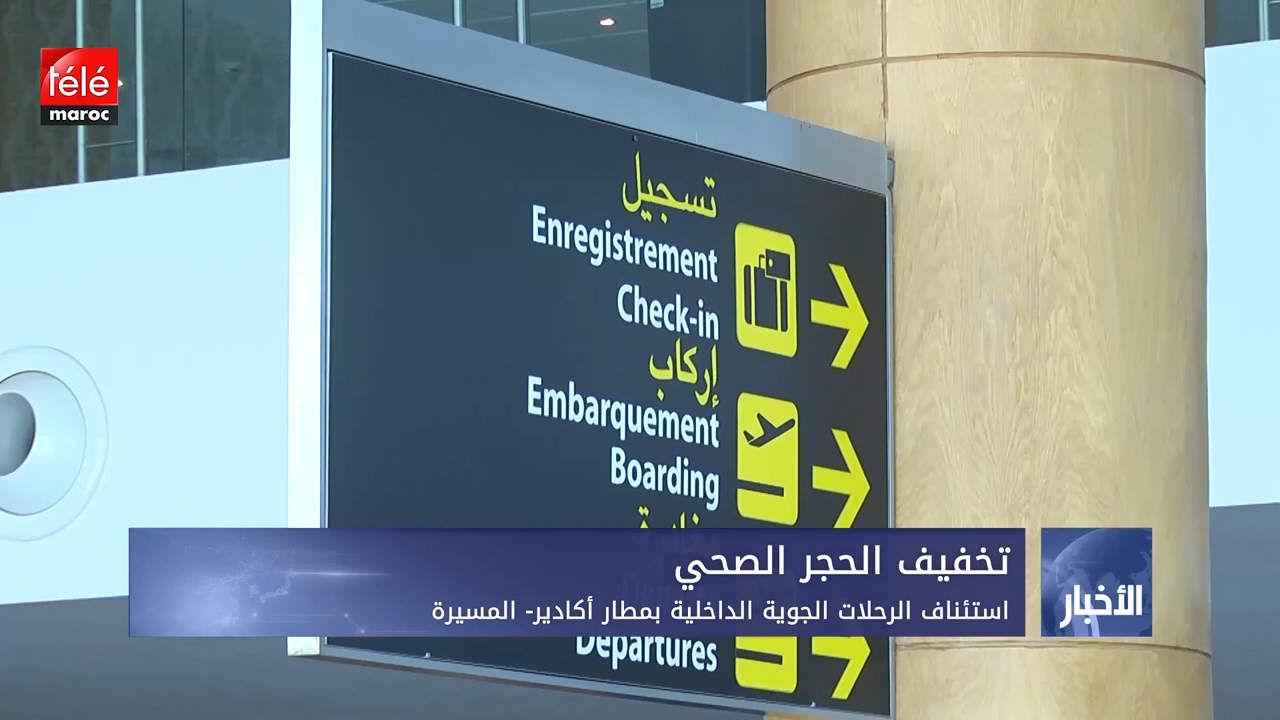 télé
maroc
تسجيل
Enregistrement
Check-in
إركاب
Embarquement
Boarding
تخفيف الحجر الصحي
استئناف الرحلات الجوية الداخلية بمطار أكادير- المسيرة
الأخبار
Departures